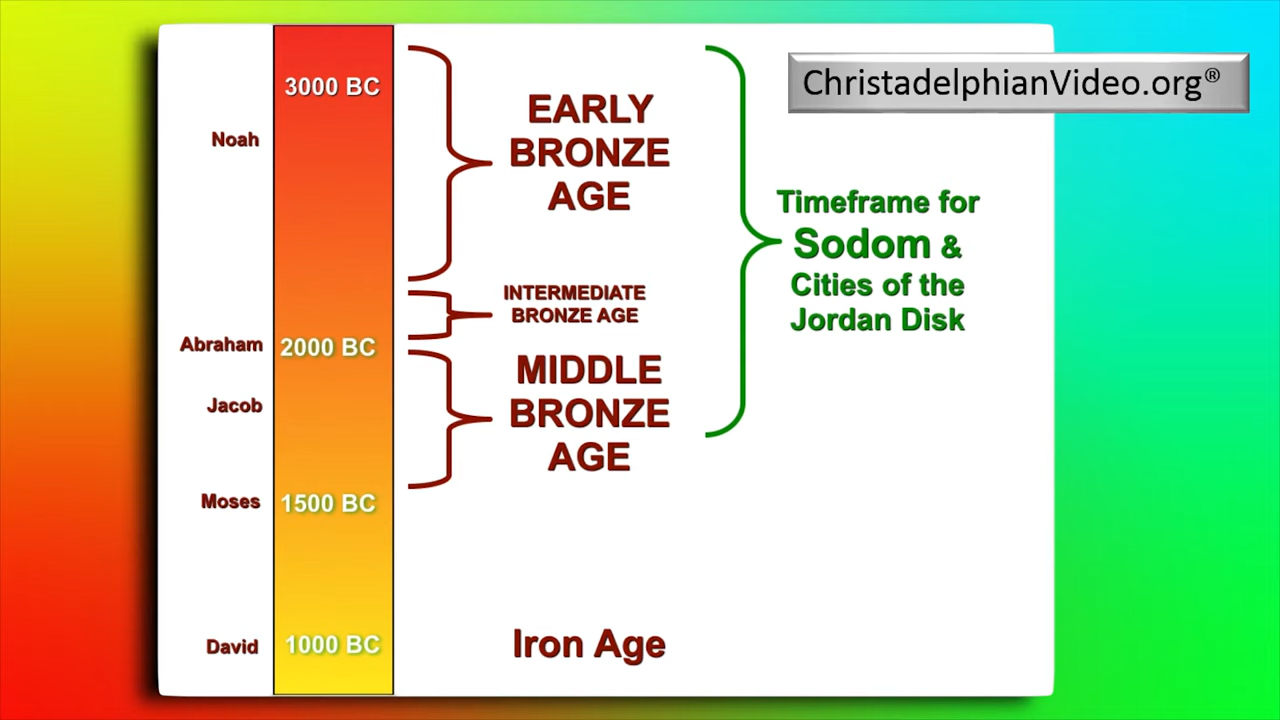 ChristadelphianVideo.org®
3000 BC
Noah
EARLY
BRONZE
AGE
Timeframe for
Sodom &
Cities of the
Jordan Disk
INTERMEDIATE
BRONZE AGE
Abraham
2000 BC
MIDDLE
BRONZE
AGE
Jacob
Moses
1500 BC
David
1000 BC
Iron Age